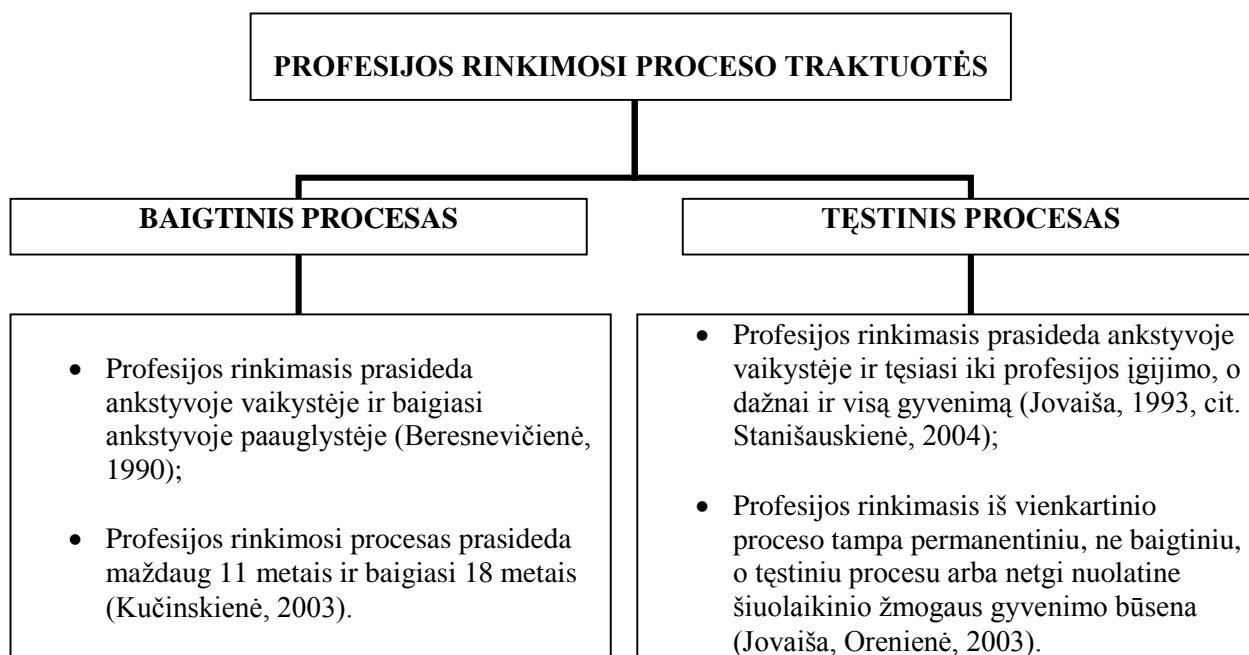 PROFESIJOS RINKIMOSI PROCESO TRAKTUOTĖS
BAIGTINIS PROCESAS
• Profesijos rinkimasis prasideda
ankstyvoje vaikystėje ir baigiasi
ankstyvoje paauglystėje (Beresnevičienė,
1990);
• Profesijos rinkimosi procesas prasideda
maždaug 11 metais ir baigiasi 18 metais
(Kučinskienė, 2003).
TĘSTINIS PROCESAS
• Profesijos rinkimasis prasideda ankstyvoje
vaikystėje ir tęsiasi iki profesijos įgijimo, o
dažnai ir visą gyvenimą (Jovaiša, 1993, cit.
Stanišauskienė, 2004);
• Profesijos rinkimasis iš vienkartinio
proceso tampa permanentiniu, ne baigtiniu,
o tęstiniu procesu arba netgi nuolatine
šiuolaikinio žmogaus gyvenimo būsena
(Jovaiša, Orenienė, 2003).